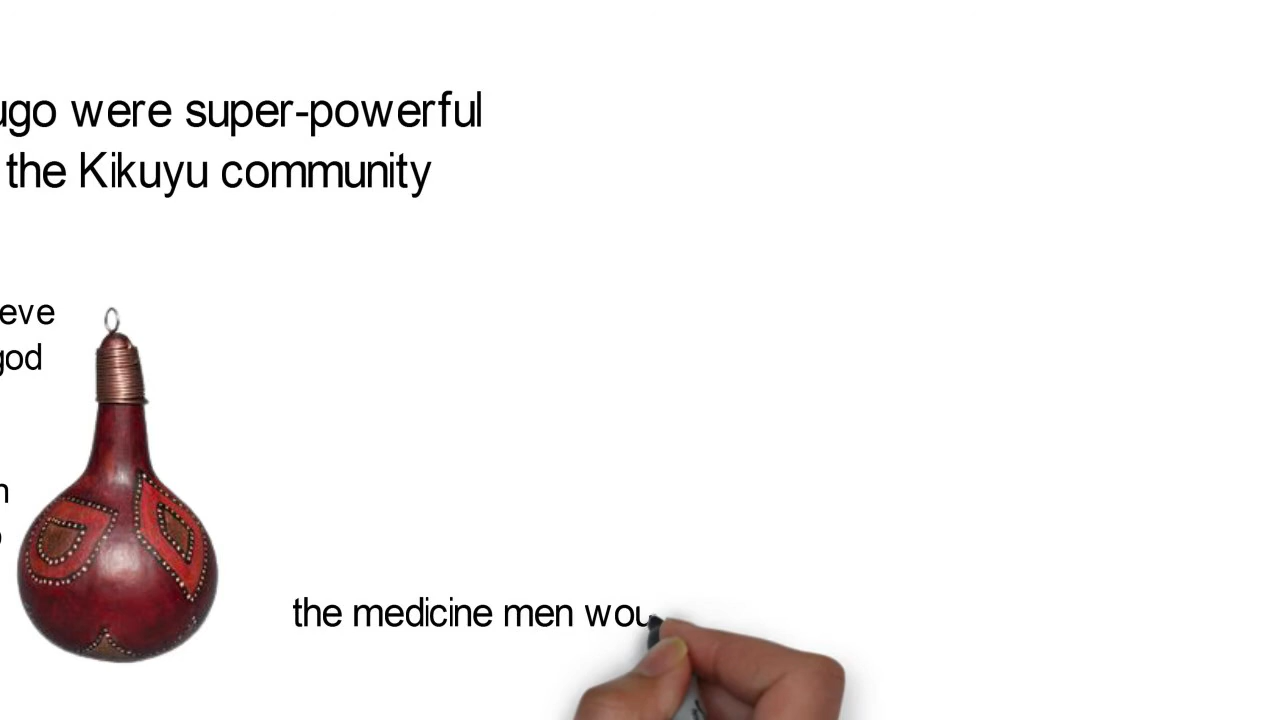 ugo were super-powerful
the Kikuyu community
eve
god
the medicine men wou